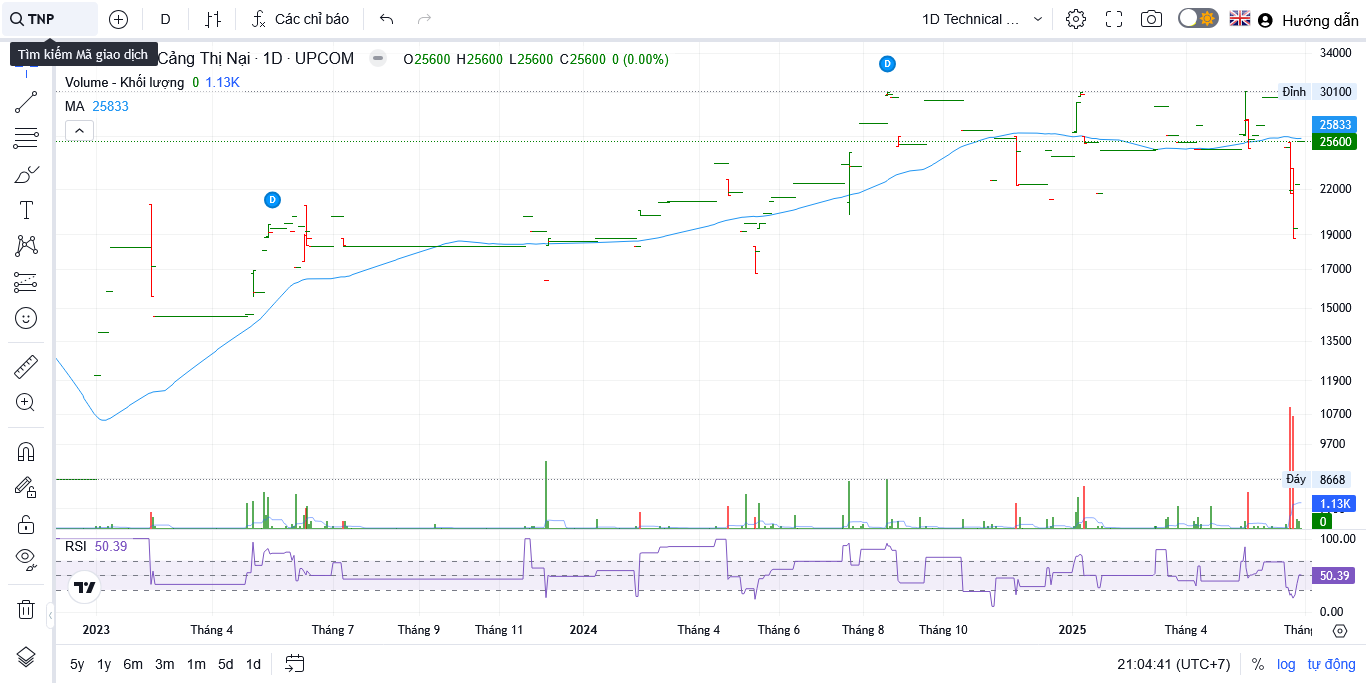 TNP D Các chỉ báo 1D Technical ... Hướng dẫn
Tìm kiếm Mã giao dịch
Cảng Thị Nại · 1D · UPCOM O25600 H25600 L25600 C25600 0 (0.00%)
Volume - Khối lượng 0 1.13K
MA 25833
D
D
34000
Đỉnh 30100
25833
25600
22000
19000
17000
15000
13500
11900
10700
9700
Đáy 8668
1.13K
0
RSI 50.39
100.00
50.39
0.00
2023 Tháng 4 Tháng 7 Tháng 9 Tháng 11 2024 Tháng 4 Tháng 6 Tháng 8 Tháng 10 2025 Tháng 4 Thán
5y 1y 6m 3m 1m 5d 1d 21:04:41 (UTC+7) % log tự động